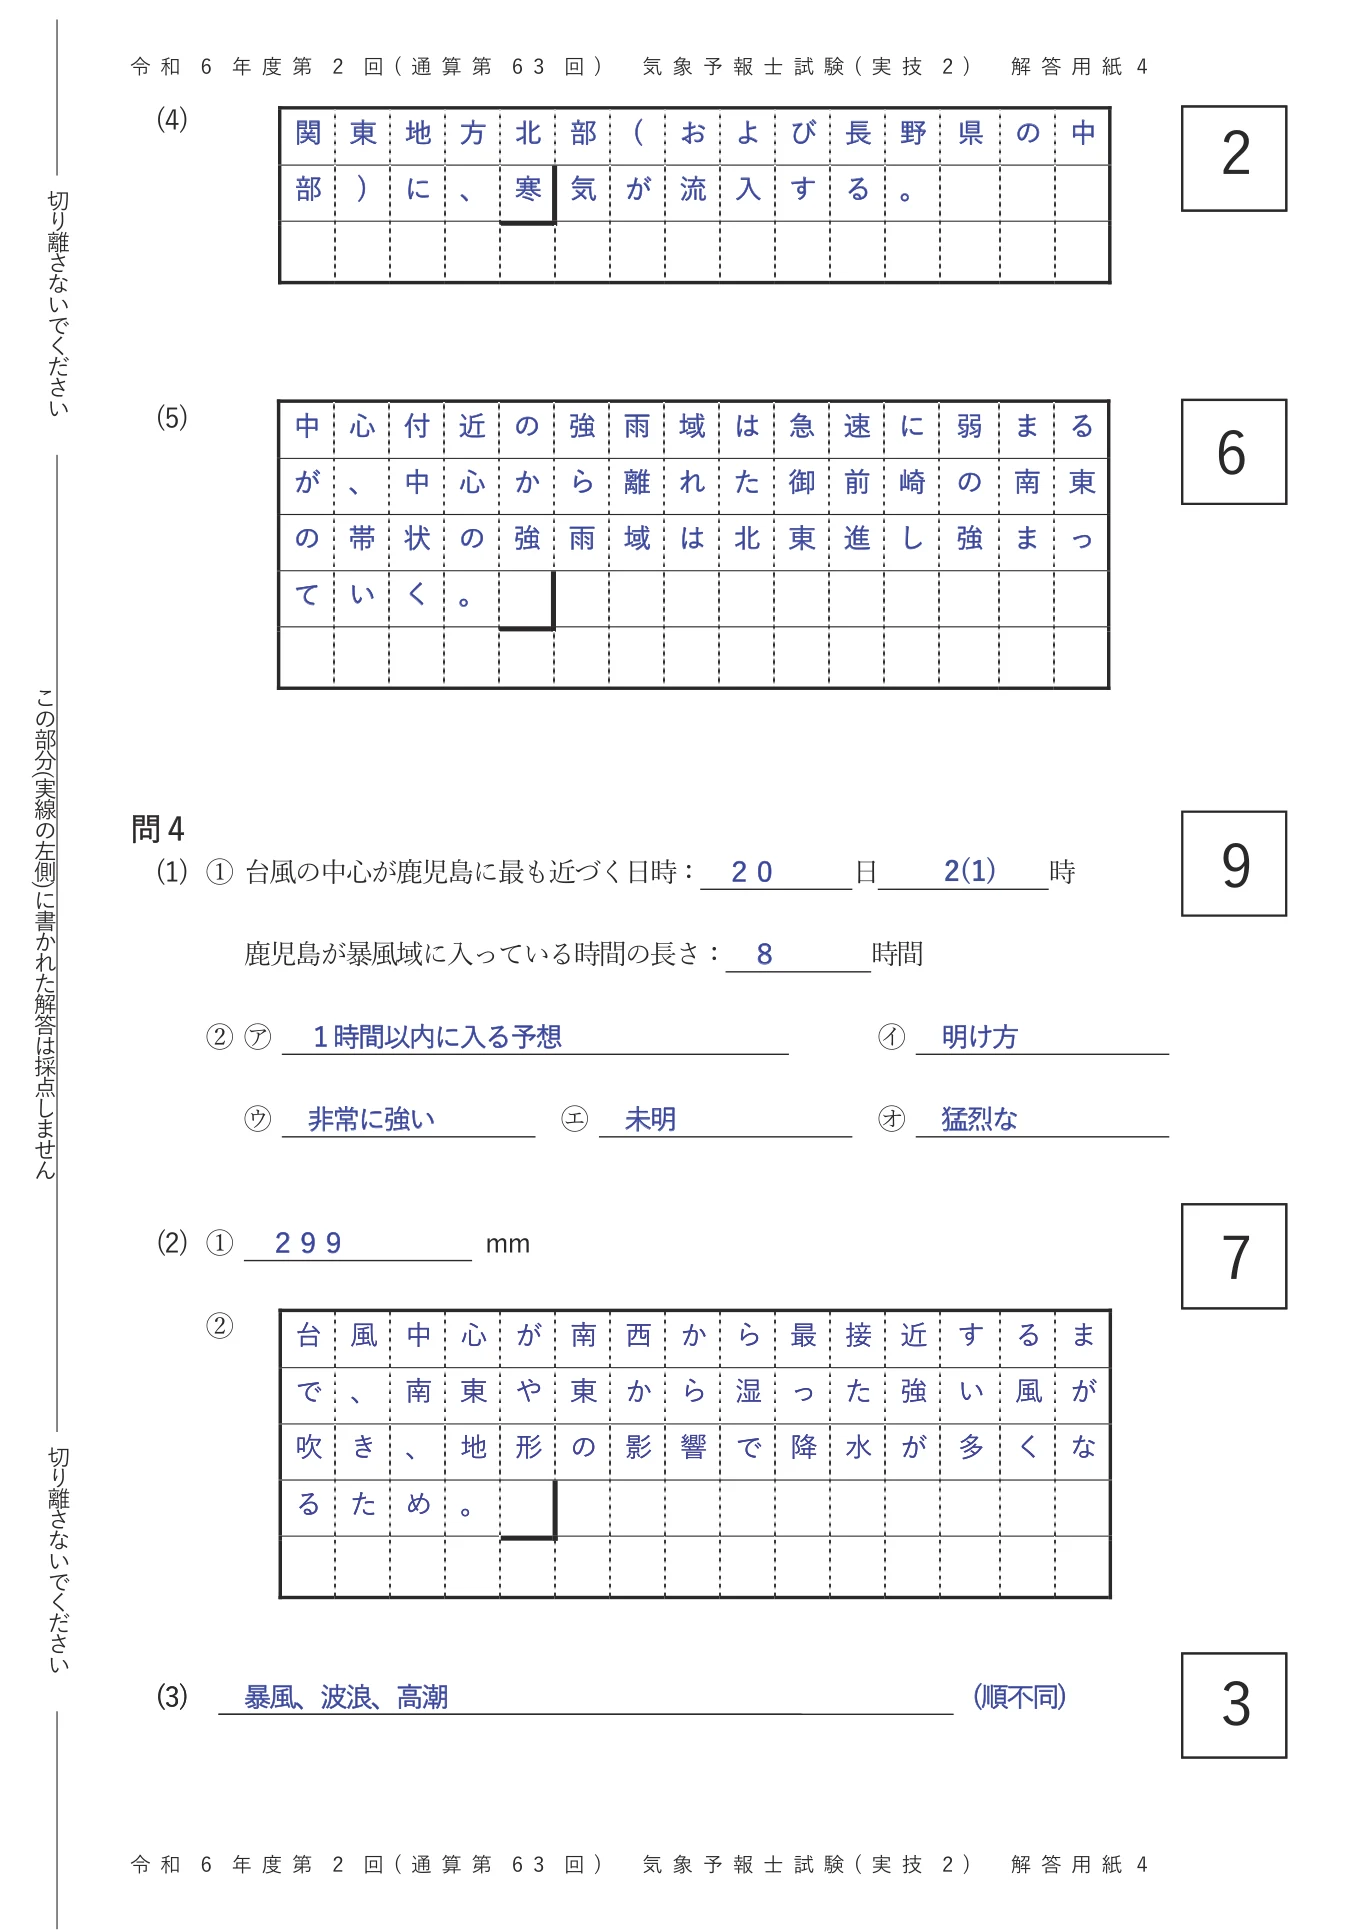 令和6年度第2回(通算第63回) 気象予報士試験(実技2) 解答用紙4
(4)
関東地方北部(および長野県の中
部)に、寒気が流入する。
2
切り離さないでください
(5)
中心付近の強雨域は急速に弱まる
が、中心から離れた御前崎の南東
の帯状の強雨域は北東進し強まっ
ていく。
6
この部分(実線の左側)に書かれた解答は採点しません
問4
(1) ① 台風の中心が鹿児島に最も近づく日時： 20 日 2(1) 時
9
鹿児島が暴風域に入っている時間の長さ： 8 時間
② ㋐ 1時間以内に入る予想 ㋑ 明け方
㋒ 非常に強い ㋓ 未明 ㋔ 猛烈な
(2) ① 299 mm
7
②
台風中心が南西から最接近するま
で、南東や東から湿った強い風が
吹き、地形の影響で降水が多くな
るため。
切り離さないでください
(3) 暴風、波浪、高潮 (順不同)
3
令和6年度第2回(通算第63回) 気象予報士試験(実技2) 解答用紙4